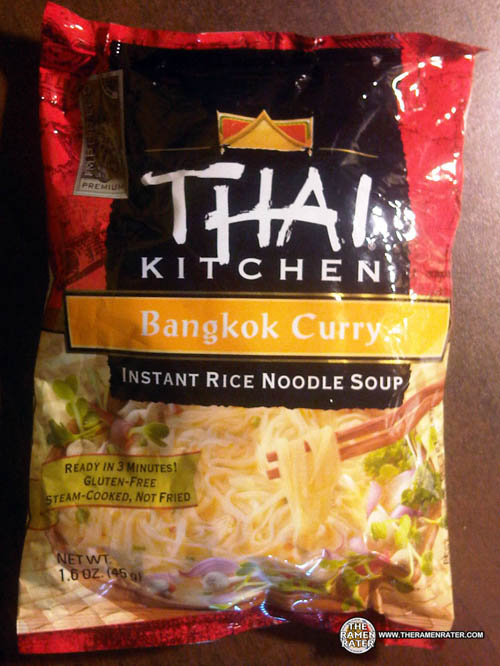 PREMIUM
THAI
KITCHEN
Bangkok Curry
INSTANT RICE NOODLE SOUP
READY IN 3 MINUTES!
GLUTEN-FREE
STEAM-COOKED, NOT FRIED
NET WT.
1.6 OZ. (45 g)
THE
RAMEN
RATER
WWW.THERAMENRATER.COM